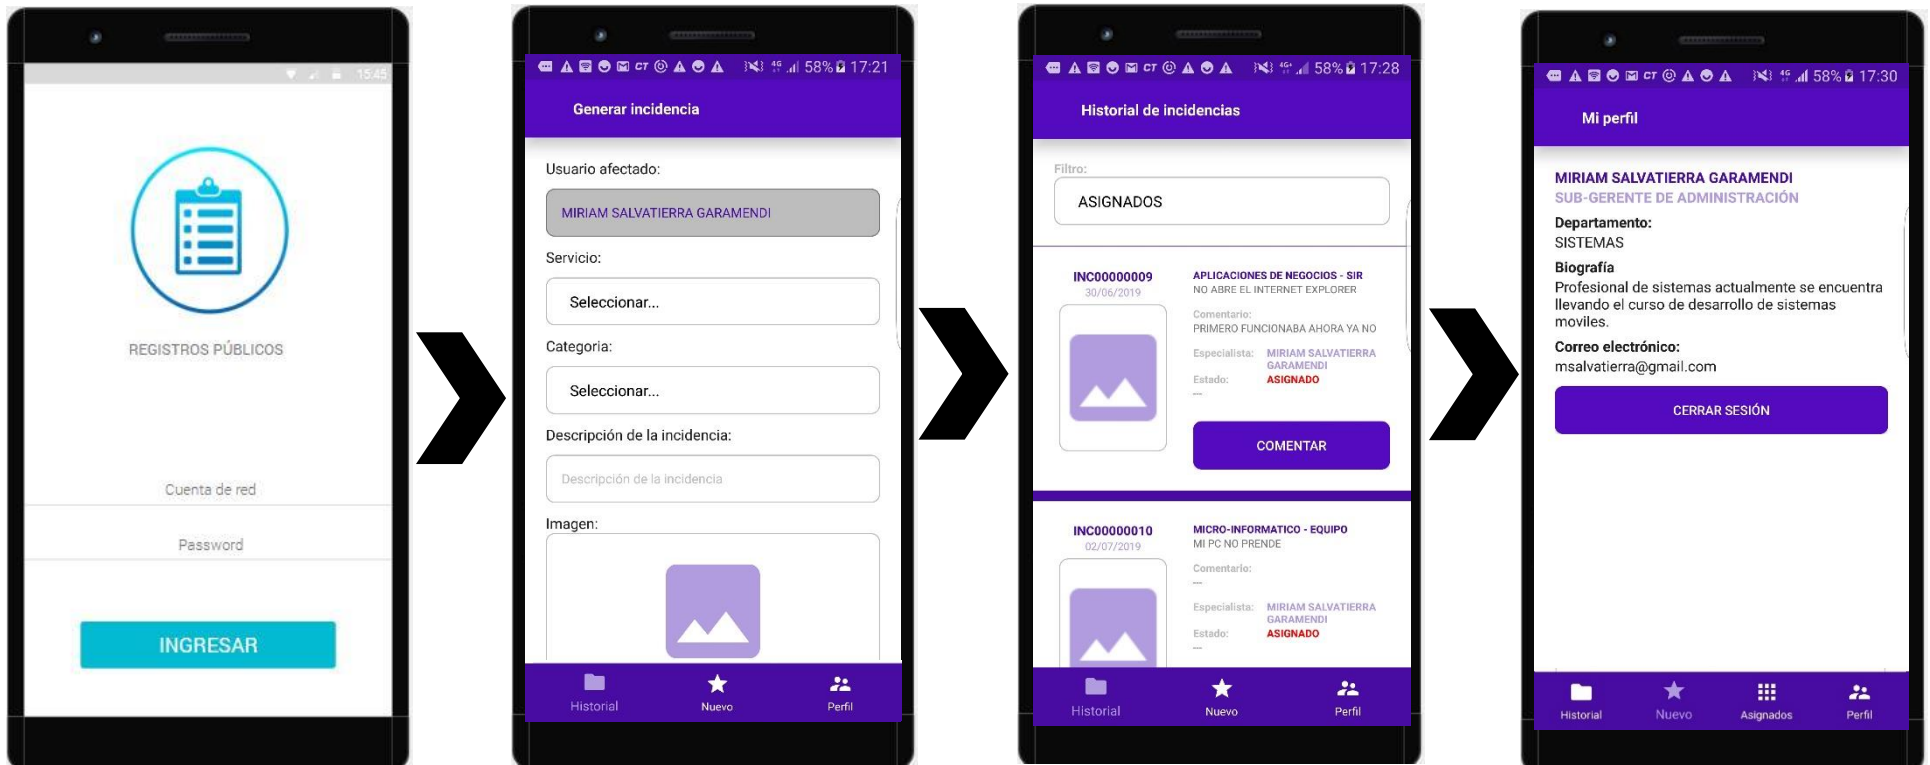 15:45
REGISTROS PÚBLICOS
Cuenta de red
Password
INGRESAR
CT 4G 58% 17:21
Generar incidencia
Usuario afectado:
MIRIAM SALVATIERRA GARAMENDI
Servicio:
Seleccionar...
Categoria:
Seleccionar...
Descripción de la incidencia:
Descripción de la incidencia
Imagen:
Historial Nuevo Perfil
CT 4G+ 58% 17:28
Historial de incidencias
Filtro:
ASIGNADOS
INC00000009
30/06/2019
APLICACIONES DE NEGOCIOS - SIR
NO ABRE EL INTERNET EXPLORER
Comentario:
PRIMERO FUNCIONABA AHORA YA NO
Especialista: MIRIAM SALVATIERRA
GARAMENDI
Estado: ASIGNADO
---
COMENTAR
INC00000010
02/07/2019
MICRO-INFORMATICO - EQUIPO
MI PC NO PRENDE
Comentario:
---
Especialista: MIRIAM SALVATIERRA
GARAMENDI
Estado: ASIGNADO
---
Historial Nuevo Perfil
CT 4G 58% 17:30
Mi perfil
MIRIAM SALVATIERRA GARAMENDI
SUB-GERENTE DE ADMINISTRACIÓN
Departamento:
SISTEMAS
Biografía
Profesional de sistemas actualmente se encuentra
llevando el curso de desarrollo de sistemas
moviles.
Correo electrónico:
msalvatierra@gmail.com
CERRAR SESIÓN
Historial Nuevo Asignados Perfil